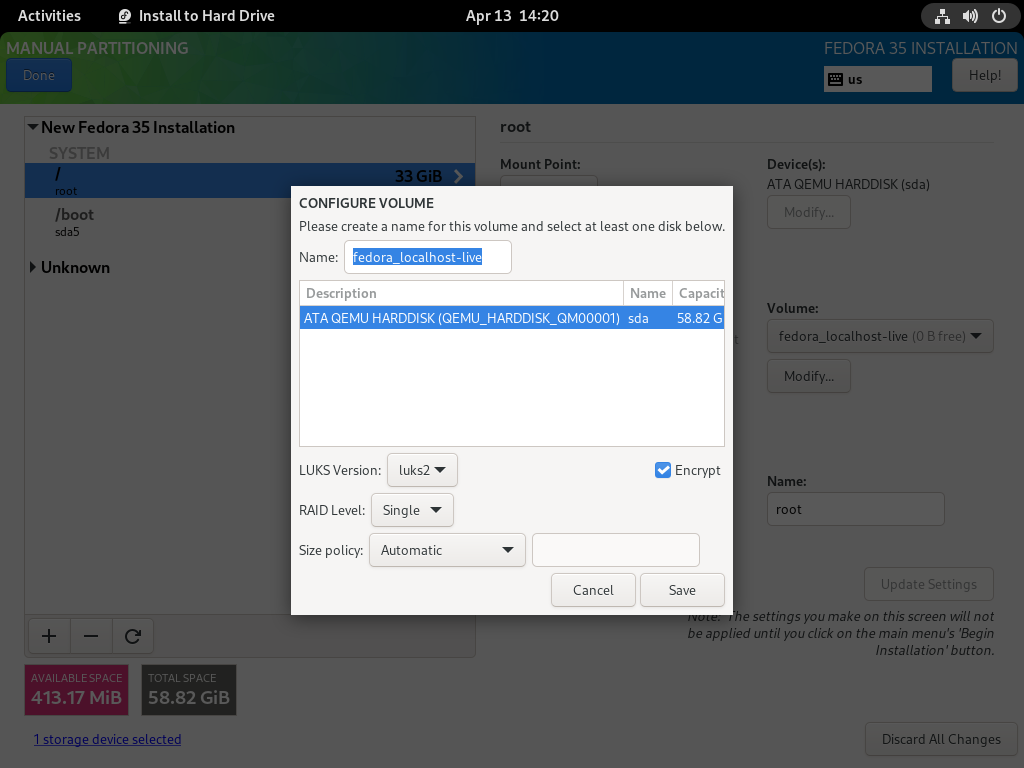 Activities Install to Hard Drive Apr 13 14:20
MANUAL PARTITIONING FEDORA 35 INSTALLATION
Done us Help!
New Fedora 35 Installation
SYSTEM
/ 33 GiB
root
/boot
sda5
Unknown
AVAILABLE SPACE
413.17 MiB
TOTAL SPACE
58.82 GiB
1 storage device selected
root
Mount Point:
Device(s):
ATA QEMU HARDDISK (sda)
Modify...
Volume:
fedora_localhost-live (0 B free)
Modify...
Name:
root
Update Settings
Note: The settings you make on this screen will not
be applied until you click on the main menu's 'Begin
Installation' button.
Discard All Changes
CONFIGURE VOLUME
Please create a name for this volume and select at least one disk below.
Name: fedora_localhost-live
Description Name Capacit
ATA QEMU HARDDISK (QEMU_HARDDISK_QM00001) sda 58.82 G
LUKS Version: luks2 Encrypt
RAID Level: Single
Size policy: Automatic
Cancel Save